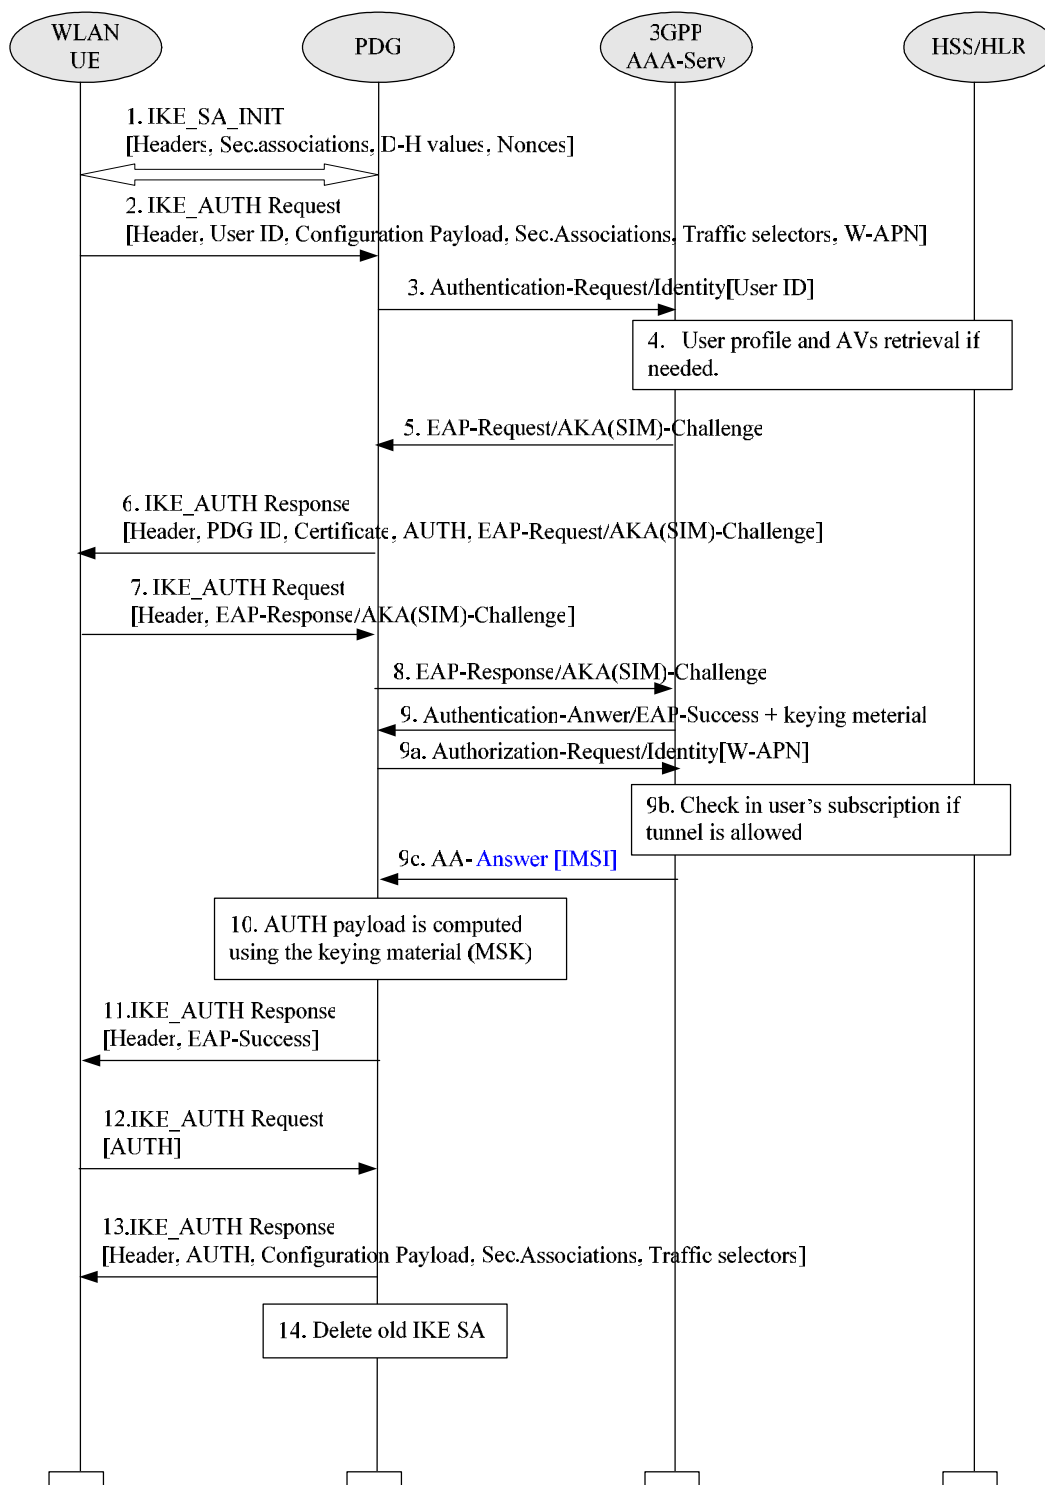 WLAN
UE
PDG
3GPP
AAA-Serv
HSS/HLR
1. IKE_SA_INIT
[Headers, Sec.associations, D-H values, Nonces]
2. IKE_AUTH Request
[Header, User ID, Configuration Payload, Sec.Associations, Traffic selectors, W-APN]
3. Authentication-Request/Identity[User ID]
4. User profile and AVs retrieval if
needed.
5. EAP-Request/AKA(SIM)-Challenge
6. IKE_AUTH Response
[Header, PDG ID, Certificate, AUTH, EAP-Request/AKA(SIM)-Challenge]
7. IKE_AUTH Request
[Header, EAP-Response/AKA(SIM)-Challenge]
8. EAP-Response/AKA(SIM)-Challenge
9. Authentication-Anwer/EAP-Success + keying meterial
9a. Authorization-Request/Identity[W-APN]
9b. Check in user's subscription if
tunnel is allowed
9c. AA- Answer [IMSI]
10. AUTH payload is computed
using the keying material (MSK)
11.IKE_AUTH Response
[Header, EAP-Success]
12.IKE_AUTH Request
[AUTH]
13.IKE_AUTH Response
[Header, AUTH, Configuration Payload, Sec.Associations, Traffic selectors]
14. Delete old IKE SA